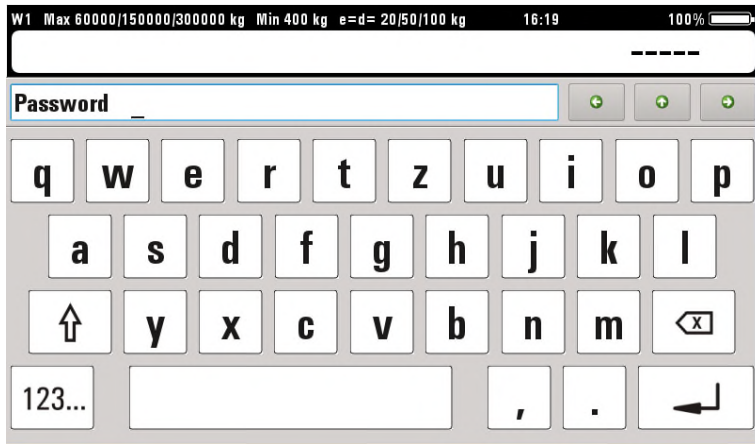 W1 Max 60000/150000/300000 kg Min 400 kg e=d= 20/50/100 kg 16:19 100%
-----
Password _
q w e r t z u i o p
a s d f g h j k l
y x c v b n m
123... , .